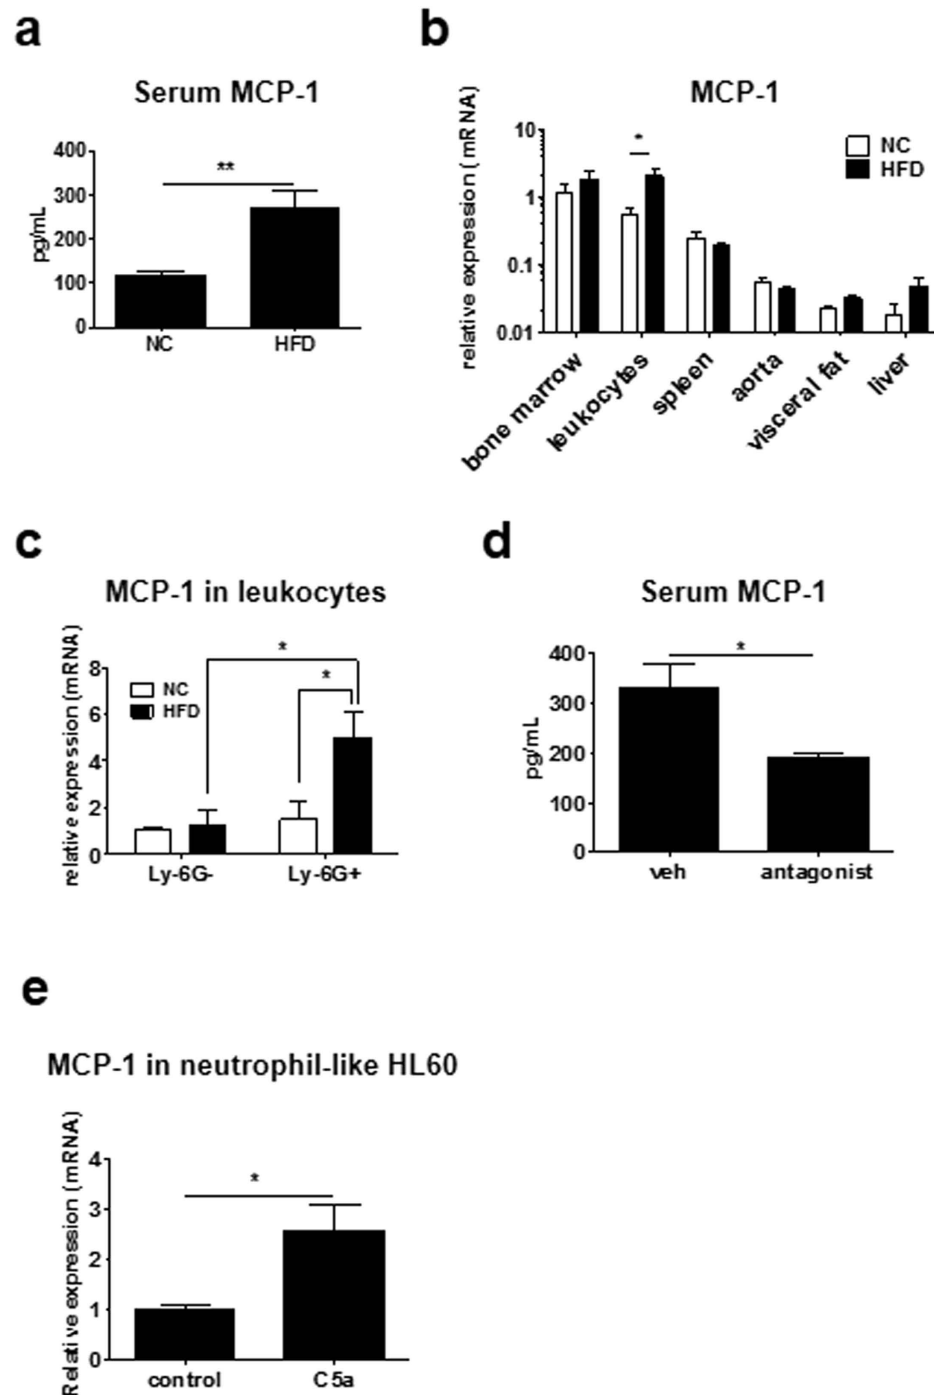 a
Serum MCP-1
400
300
200
100
0
pg/mL
**
NC
HFD
b
MCP-1
10
1
0.1
0.01
relative expression (mRNA)
*
NC
HFD
bone marrow
leukocytes
spleen
aorta
visceral fat
liver
c
MCP-1 in leukocytes
8
6
4
2
0
relative expression (mRNA)
NC
HFD
*
*
Ly-6G-
Ly-6G+
d
Serum MCP-1
400
300
200
100
0
pg/mL
*
veh
antagonist
e
MCP-1 in neutrophil-like HL60
4
3
2
1
0
Relative expression (mRNA)
*
control
C5a